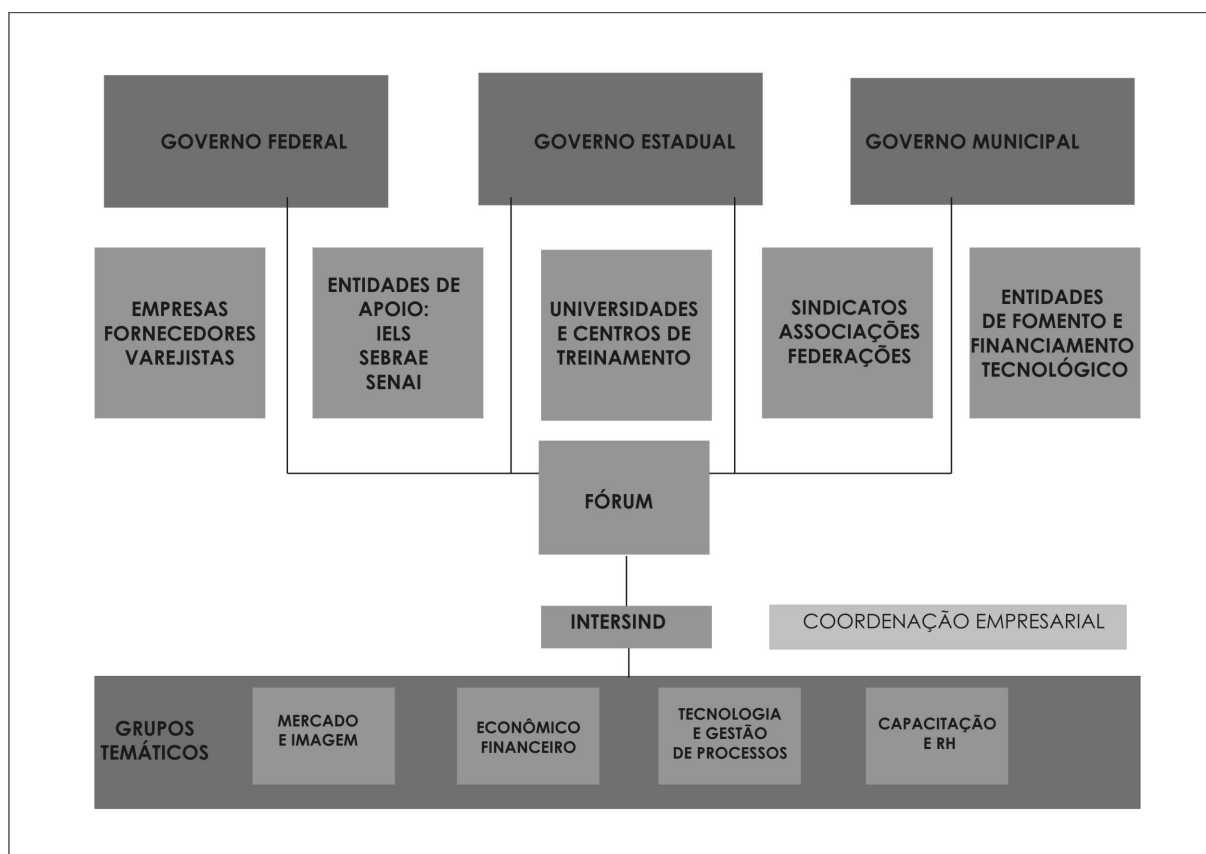 GOVERNO FEDERAL
GOVERNO ESTADUAL
GOVERNO MUNICIPAL
EMPRESAS
FORNECEDORES
VAREJISTAS
ENTIDADES DE
APOIO:
IELS
SEBRAE
SENAI
UNIVERSIDADES
E CENTROS DE
TREINAMENTO
SINDICATOS
ASSOCIAÇÕES
FEDERAÇÕES
ENTIDADES
DE FOMENTO E
FINANCIAMENTO
TECNOLÓGICO
FÓRUM
INTERSIND
COORDENAÇÃO EMPRESARIAL
GRUPOS
TEMÁTICOS
MERCADO
E IMAGEM
ECONÔMICO
FINANCEIRO
TECNOLOGIA
E GESTÃO
DE PROCESSOS
CAPACITAÇÃO
E RH